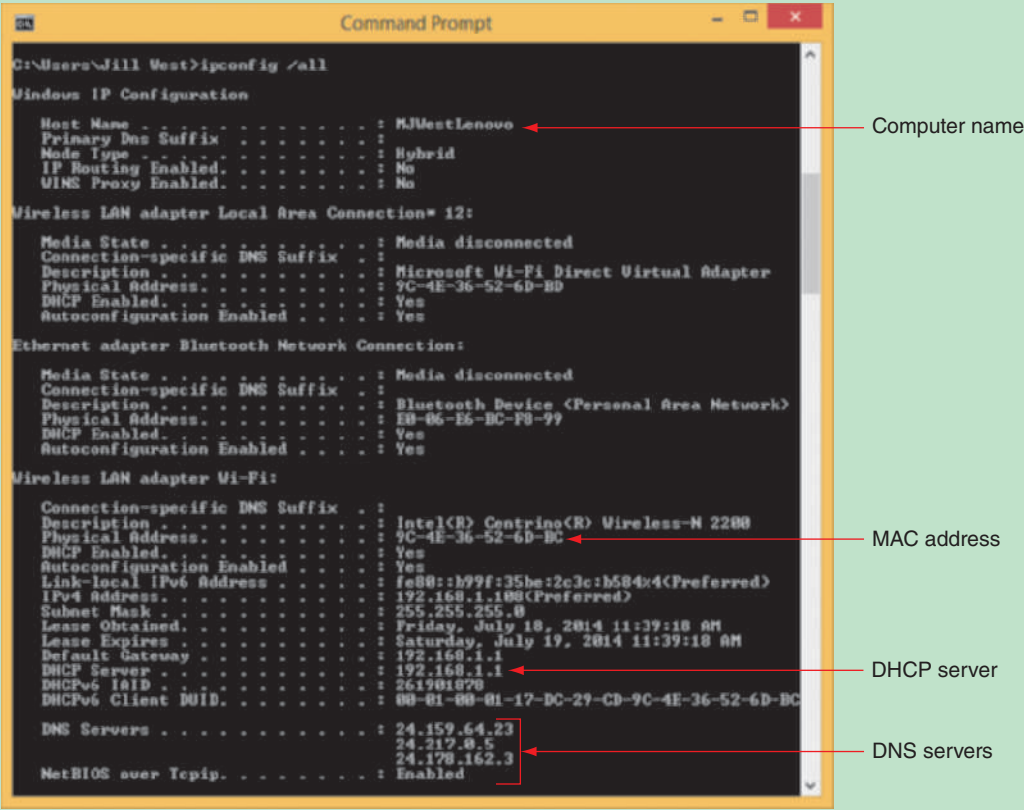 Command Prompt
C:\Users\Jill West>ipconfig /all
Windows IP Configuration
Host Name . . . . . . . . . . . . : MJWestLenovo
Computer name
Primary Dns Suffix . . . . . . . :
Node Type . . . . . . . . . . . . : Hybrid
IP Routing Enabled. . . . . . . . : No
WINS Proxy Enabled. . . . . . . . : No
Wireless LAN adapter Local Area Connection* 12:
Media State . . . . . . . . . . . : Media disconnected
Connection-specific DNS Suffix . :
Description . . . . . . . . . . . : Microsoft Wi-Fi Direct Virtual Adapter
Physical Address. . . . . . . . . : 9C-4E-36-52-6D-BD
DHCP Enabled. . . . . . . . . . . : Yes
Autoconfiguration Enabled . . . . : Yes
Ethernet adapter Bluetooth Network Connection:
Media State . . . . . . . . . . . : Media disconnected
Connection-specific DNS Suffix . :
Description . . . . . . . . . . . : Bluetooth Device (Personal Area Network)
Physical Address. . . . . . . . . : E0-06-E6-BC-F8-99
DHCP Enabled. . . . . . . . . . . : Yes
Autoconfiguration Enabled . . . . : Yes
Wireless LAN adapter Wi-Fi:
Connection-specific DNS Suffix . :
Description . . . . . . . . . . . : Intel(R) Centrino(R) Wireless-N 2200
Physical Address. . . . . . . . . : 9C-4E-36-52-6D-BC
MAC address
DHCP Enabled. . . . . . . . . . . : Yes
Autoconfiguration Enabled . . . . : Yes
Link-local IPv6 Address . . . . . : fe80::b99f:35be:2c3c:b584%4(Preferred)
IPv4 Address. . . . . . . . . . . : 192.168.1.108(Preferred)
Subnet Mask . . . . . . . . . . . : 255.255.255.0
Lease Obtained. . . . . . . . . . : Friday, July 18, 2014 11:39:18 AM
Lease Expires . . . . . . . . . . : Saturday, July 19, 2014 11:39:18 AM
Default Gateway . . . . . . . . . : 192.168.1.1
DHCP Server . . . . . . . . . . . : 192.168.1.1
DHCP server
DHCPv6 IAID . . . . . . . . . . . : 261901878
DHCPv6 Client DUID. . . . . . . . : 00-01-00-01-17-DC-29-CD-9C-4E-36-52-6D-BC
DNS Servers . . . . . . . . . . . : 24.159.64.23
24.217.0.5
DNS servers
24.178.162.3
NetBIOS over Tcpip. . . . . . . . : Enabled